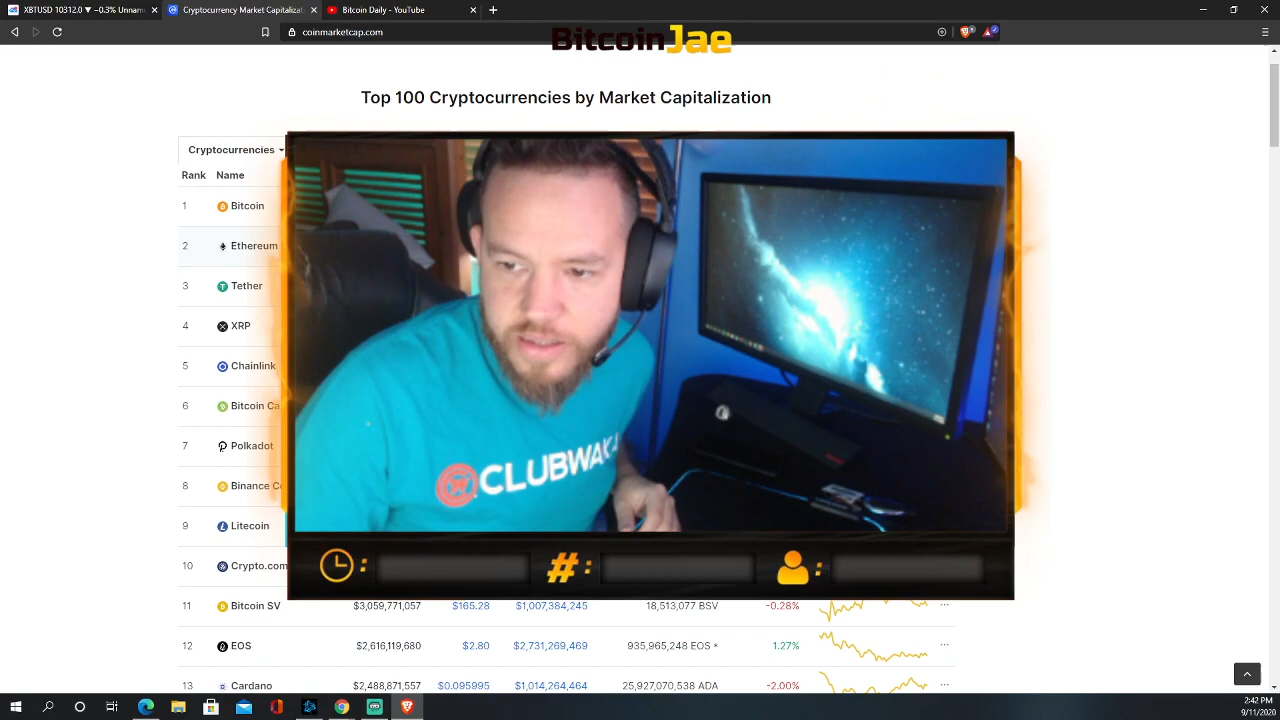 XBTUSD 10312.0 ▼ −0.3% Unnam
Cryptocurrency Market Capitalizati
Bitcoin Daily - YouTube
coinmarketcap.com
BitcoinJae
Top 100 Cryptocurrencies by Market Capitalization
Cryptocurrencies
Rank Name
1 Bitcoin
2 Ethereum
3 Tether
4 XRP
5 Chainlink
6 Bitcoin Ca
7 Polkadot
8 Binance C
9 Litecoin
10 Crypto.com
CLUBWAKA
: # : :
11 Bitcoin SV $3,059,771,057 $165.28 $1,007,384,245 18,513,077 BSV -0.28% ...
12 EOS $2,616,119,680 $2.80 $2,731,269,469 935,965,248 EOS * 1.27% ...
13 Cardano $2,488,871,557 $0.095995 $1,014,264,464 25,927,070,538 ADA -2.00% ...
2:42 PM
9/11/2020